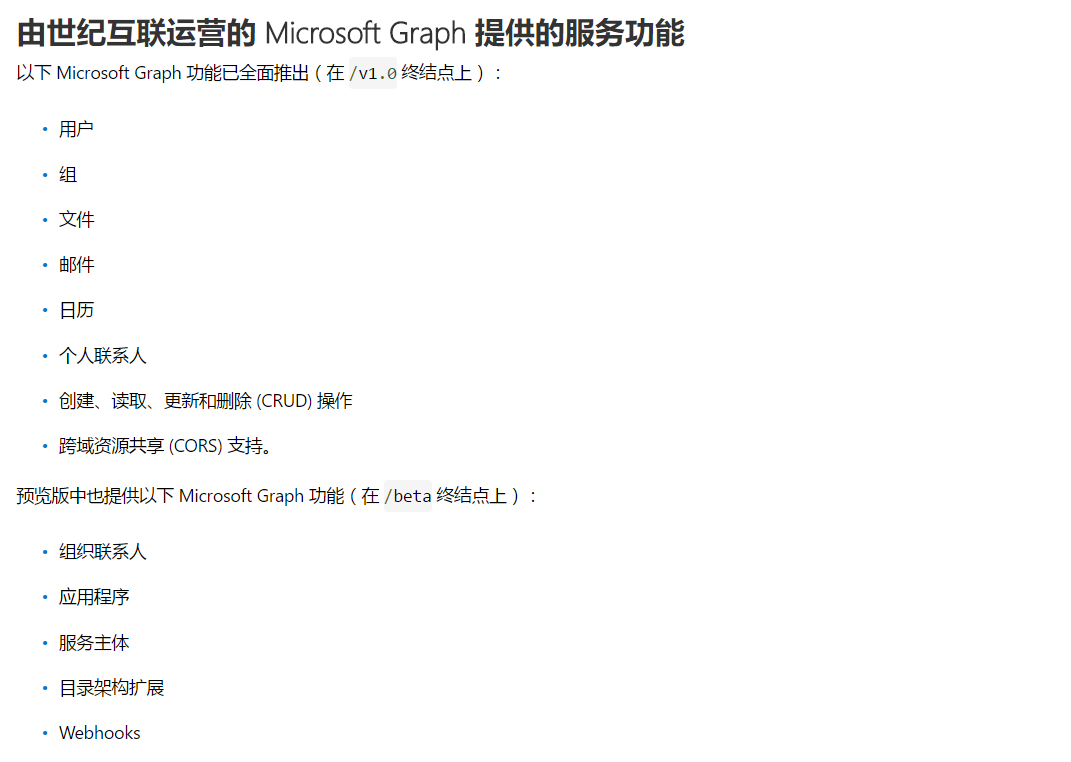 由世纪互联运营的 Microsoft Graph 提供的服务功能
以下 Microsoft Graph 功能已全面推出（在 /v1.0 终结点上）：
• 用户
• 组
• 文件
• 邮件
• 日历
• 个人联系人
• 创建、读取、更新和删除 (CRUD) 操作
• 跨域资源共享 (CORS) 支持。
预览版中也提供以下 Microsoft Graph 功能（在 /beta 终结点上）：
• 组织联系人
• 应用程序
• 服务主体
• 目录架构扩展
• Webhooks